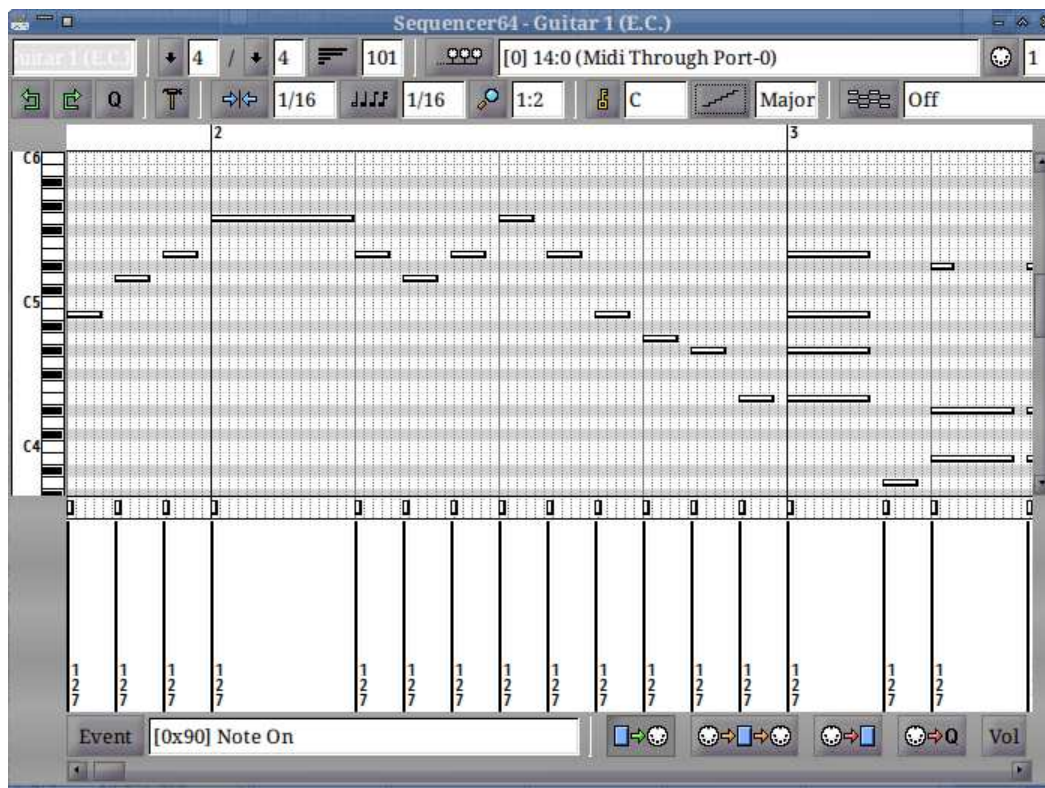 Sequencer64 - Guitar 1 (E.C.)
Guitar 1 (E.C.) 4 / 4 101 [0] 14:0 (Midi Through Port-0) 1
Q 1/16 1/16 1:2 C Major Off
2 3
C6
C5
C4
127 127 127 127 127 127 127 127 127 127 127 127 127 127 127 127
Event [0x90] Note On Q Vol